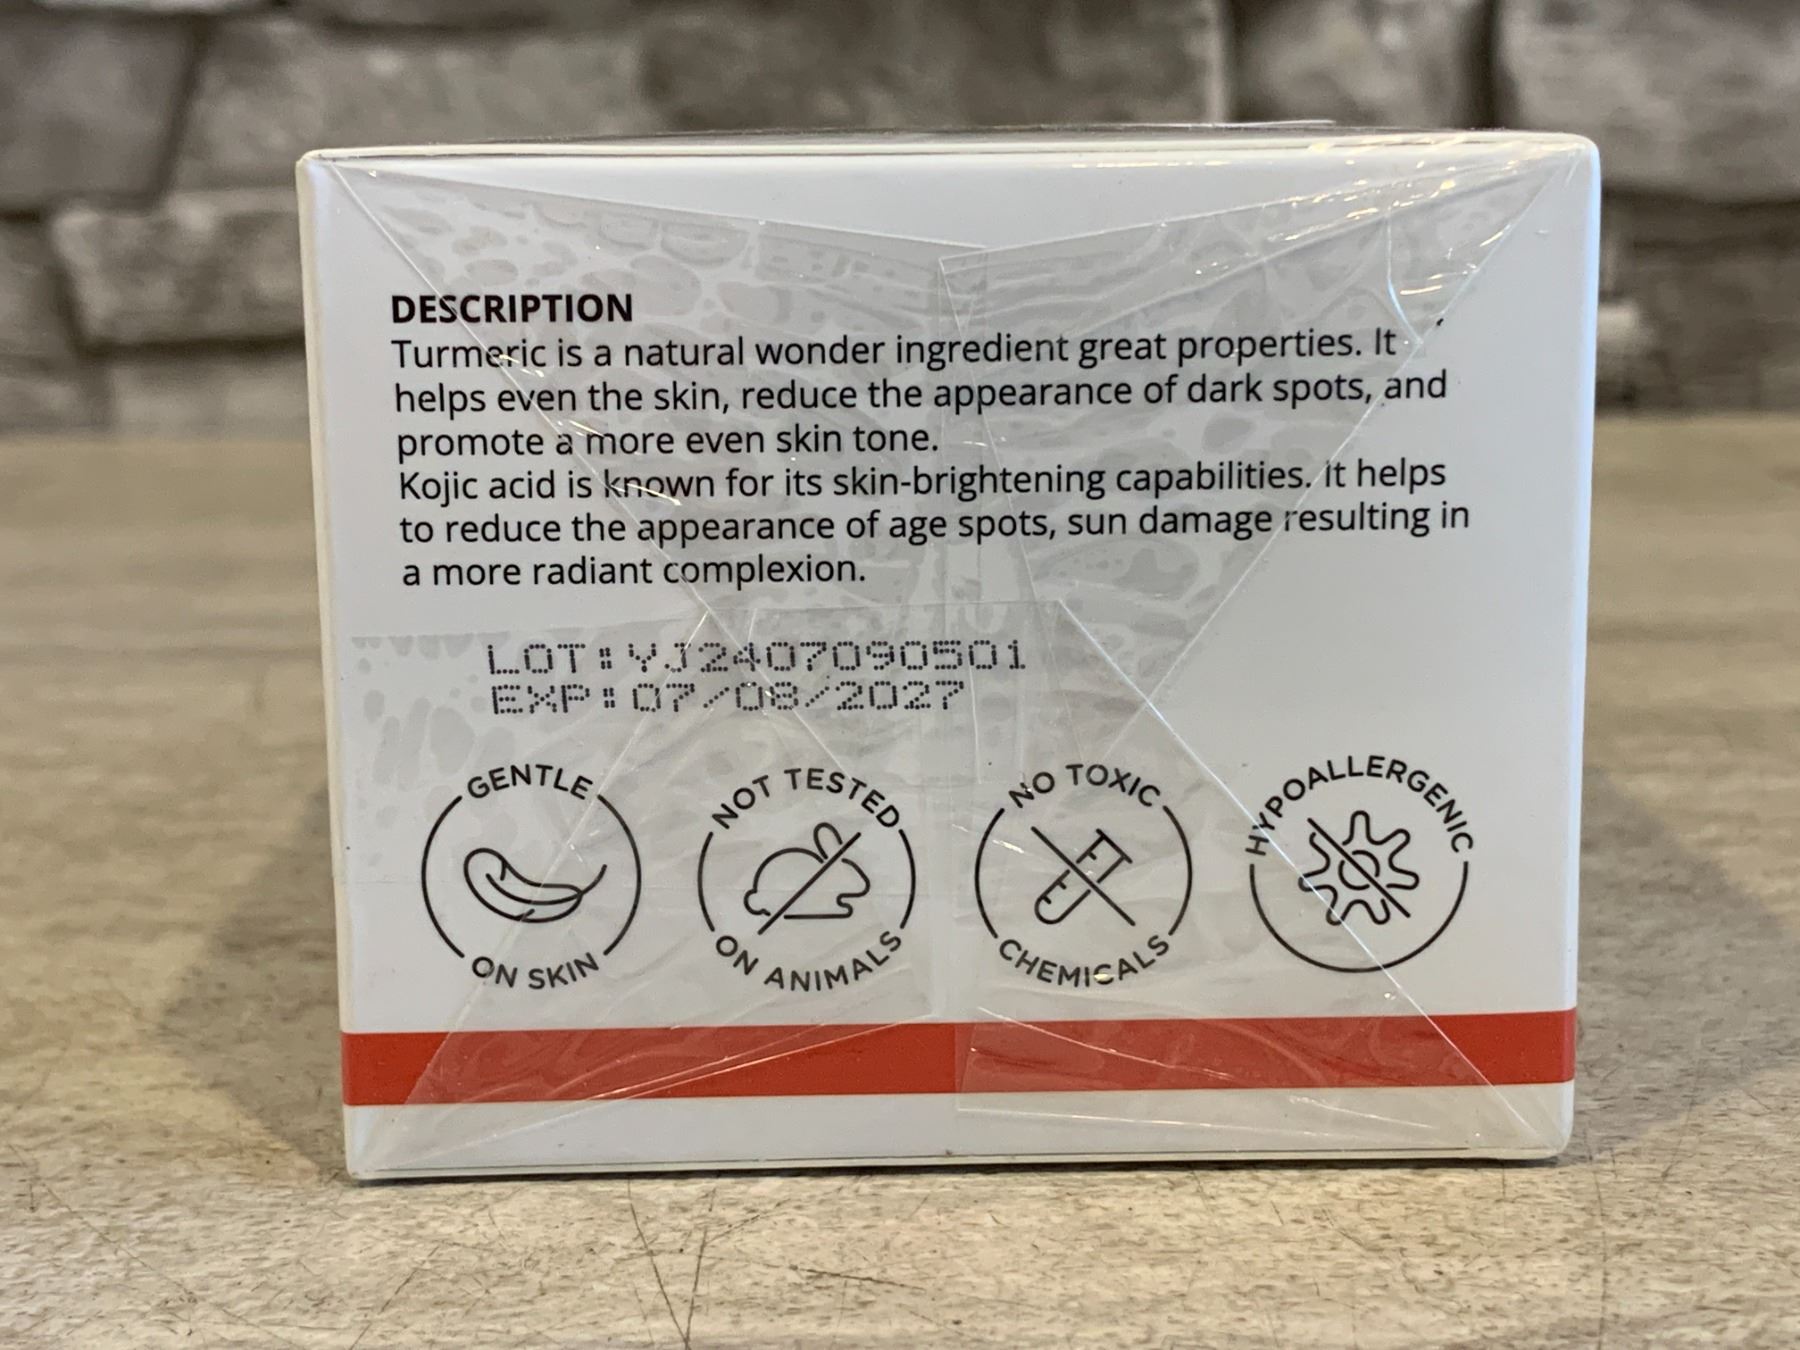 DESCRIPTION
Turmeric is a natural wonder ingredient great properties. It
helps even the skin, reduce the appearance of dark spots, and
promote a more even skin tone.
Kojic acid is known for its skin-brightening capabilities. it helps
to reduce the appearance of age spots, sun damage resulting in
a more radiant complexion.
LOT:YJ2407090501
EXP:07/08/2027
GENTLE
ON SKIN
NOT TESTED
ON ANIMALS
NO TOXIC
CHEMICALS
HYPOALLERGENIC